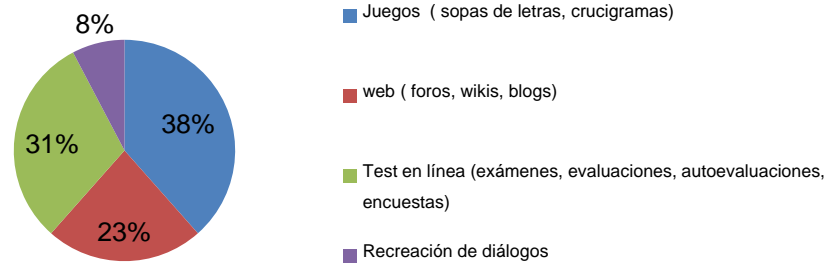 8%
38%
31%
23%
Juegos ( sopas de letras, crucigramas)
web ( foros, wikis, blogs)
Test en línea (exámenes, evaluaciones, autoevaluaciones,
encuestas)
Recreación de diálogos